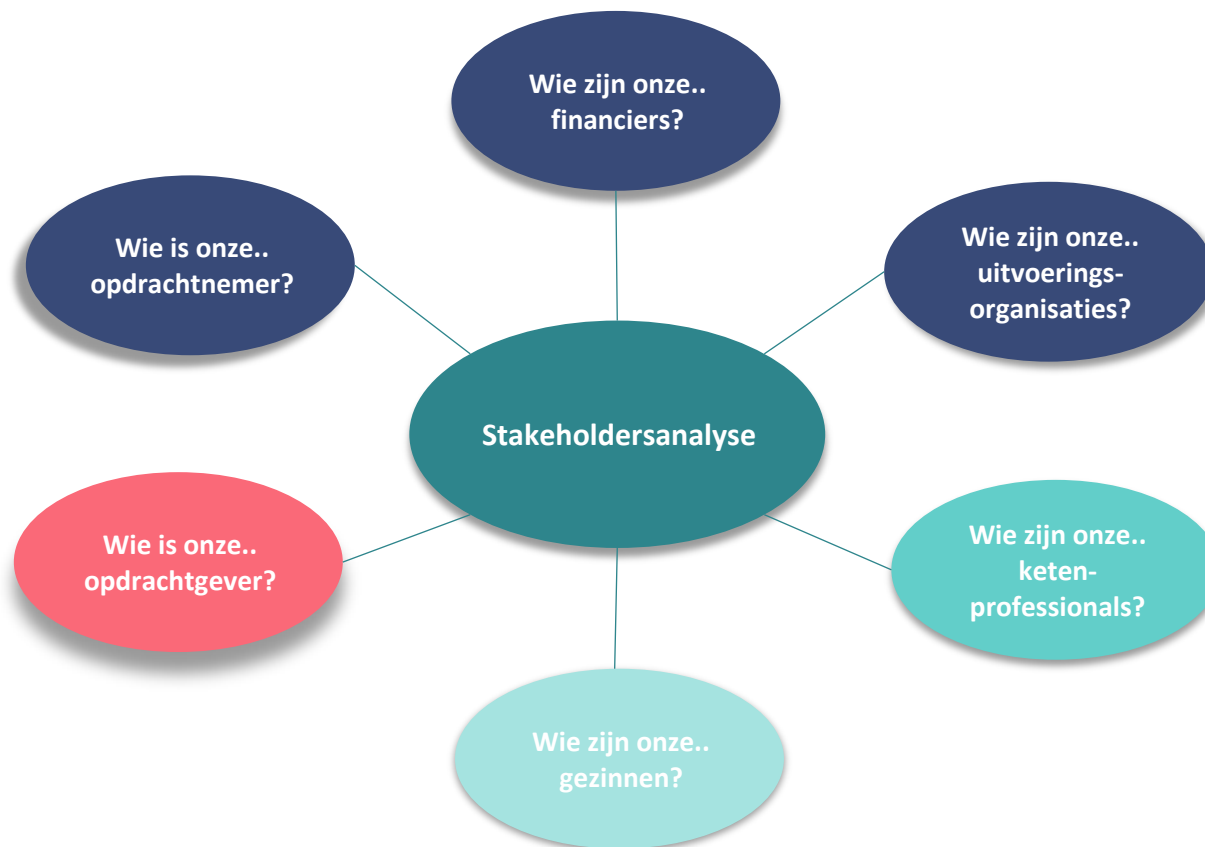 Wie zijn onze..
financiers?
Wie is onze..
opdrachtnemer?
Wie zijn onze..
uitvoerings-
organisaties?
Stakeholdersanalyse
Wie is onze..
opdrachtgever?
Wie zijn onze..
keten-
professionals?
Wie zijn onze..
gezinnen?